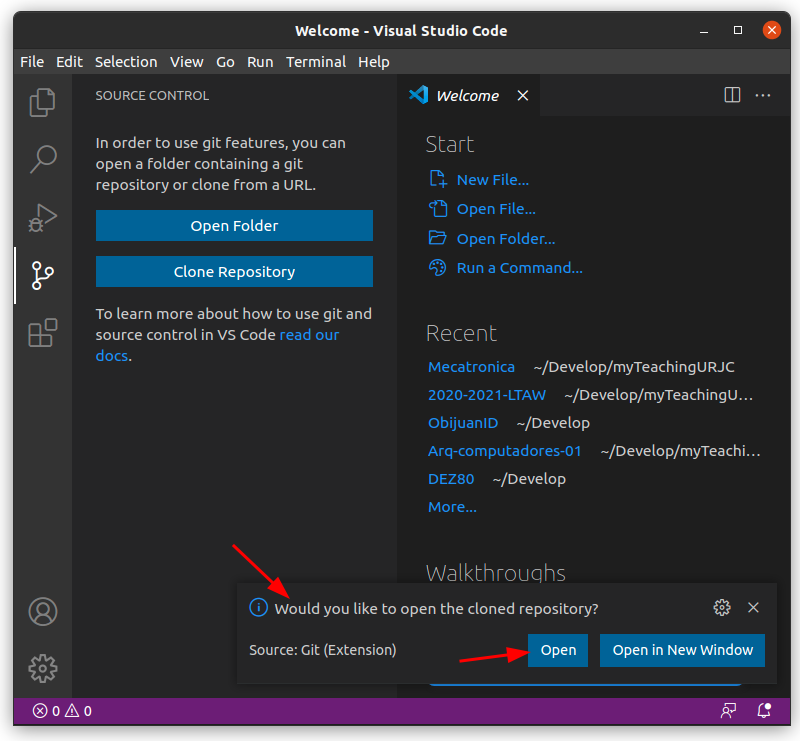 Welcome - Visual Studio Code
File Edit Selection View Go Run Terminal Help
SOURCE CONTROL
In order to use git features, you can
open a folder containing a git
repository or clone from a URL.
Open Folder
Clone Repository
To learn more about how to use git and
source control in VS Code read our
docs.
Welcome
Start
New File...
Open File...
Open Folder...
Run a Command...
Recent
Mecatronica ~/Develop/myTeachingURJC
2020-2021-LTAW ~/Develop/myTeachingU...
ObijuanID ~/Develop
Arq-computadores-01 ~/Develop/myTeachi...
DEZ80 ~/Develop
More...
Walkthroughs
Would you like to open the cloned repository?
Source: Git (Extension)
Open
Open in New Window
0 0